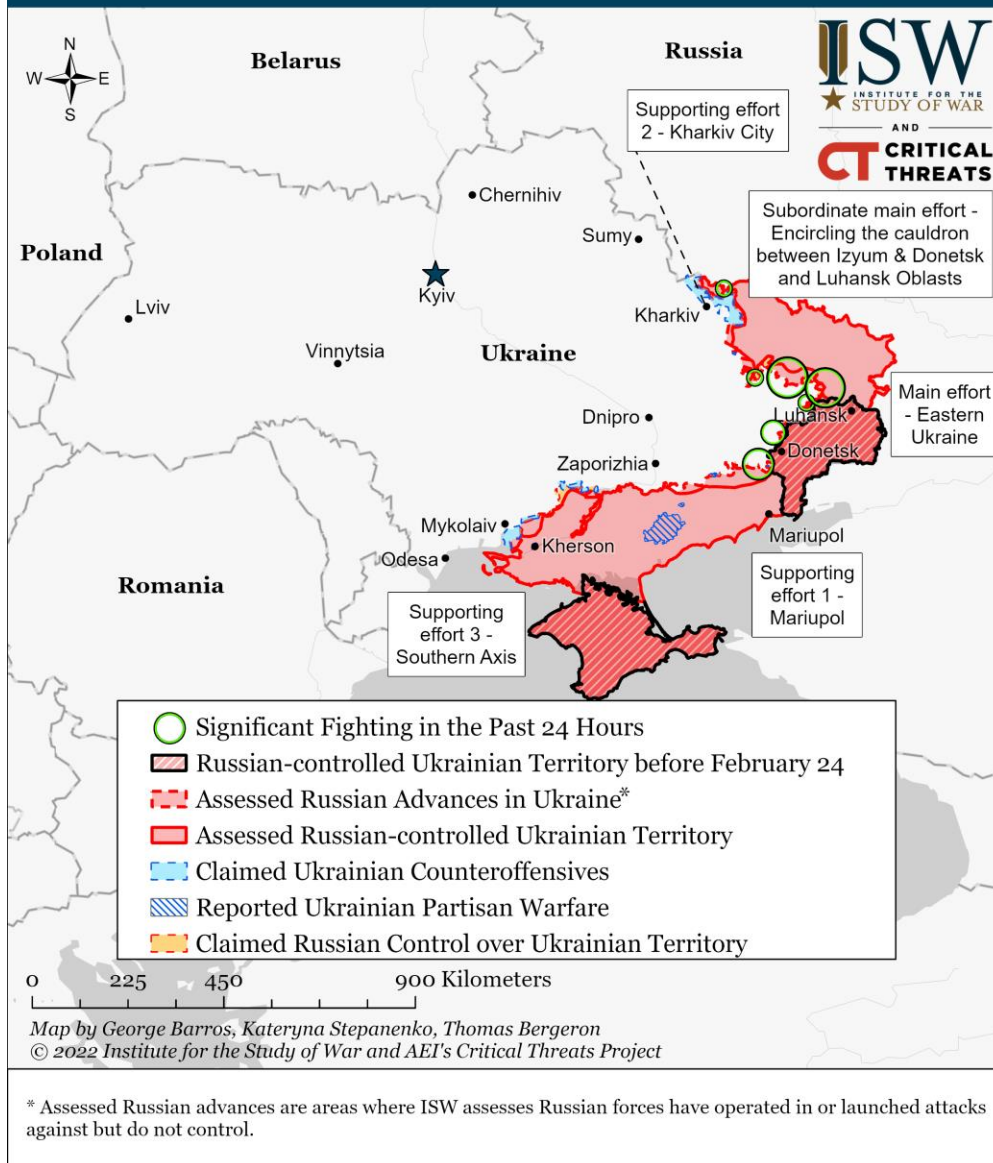 N
W
E
S
Belarus
Russia
ISW
INSTITUTE FOR THE
STUDY OF WAR
AND
CT CRITICAL
THREATS
Supporting effort
2 - Kharkiv City
Chernihiv
Subordinate main effort -
Encircling the cauldron
between Izyum & Donetsk
and Luhansk Oblasts
Sumy
Poland
Kyiv
Lviv
Kharkiv
Vinnytsia
Ukraine
Main effort
- Eastern
Ukraine
Luhansk
Dnipro
Donetsk
Zaporizhia
Mykolaiv
Mariupol
Kherson
Odesa
Romania
Supporting
effort 1 -
Mariupol
Supporting
effort 3 -
Southern Axis
Significant Fighting in the Past 24 Hours
Russian-controlled Ukrainian Territory before February 24
Assessed Russian Advances in Ukraine*
Assessed Russian-controlled Ukrainian Territory
Claimed Ukrainian Counteroffensives
Reported Ukrainian Partisan Warfare
Claimed Russian Control over Ukrainian Territory
0 225 450 900 Kilometers
Map by George Barros, Kateryna Stepanenko, Thomas Bergeron
© 2022 Institute for the Study of War and AEI's Critical Threats Project
* Assessed Russian advances are areas where ISW assesses Russian forces have operated in or launched attacks
against but do not control.